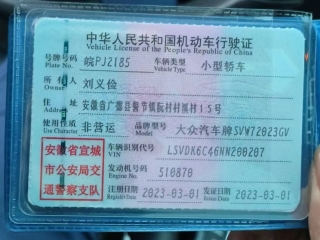 中华人民共和国机动车行驶证
Vehicle License of the People's Republic of China
号牌号码 皖PJ2185 车辆类型 小型轿车
Plate No. Vehicle Type
所有人 刘义俭
Owner
住址 安徽省广德县誓节镇阮村村祠村15号
Address
使用性质 非营运 品牌型号 大众汽车牌SVW72023GV
Use Character Model
安徽省宣城市公安局交通警察支队
车辆识别代号 LSVDK6C46NN200207
VIN
发动机号码 510870
Engine No.
注册日期 2023-03-01 发证日期 2023-03-01
Register Date Issue Date